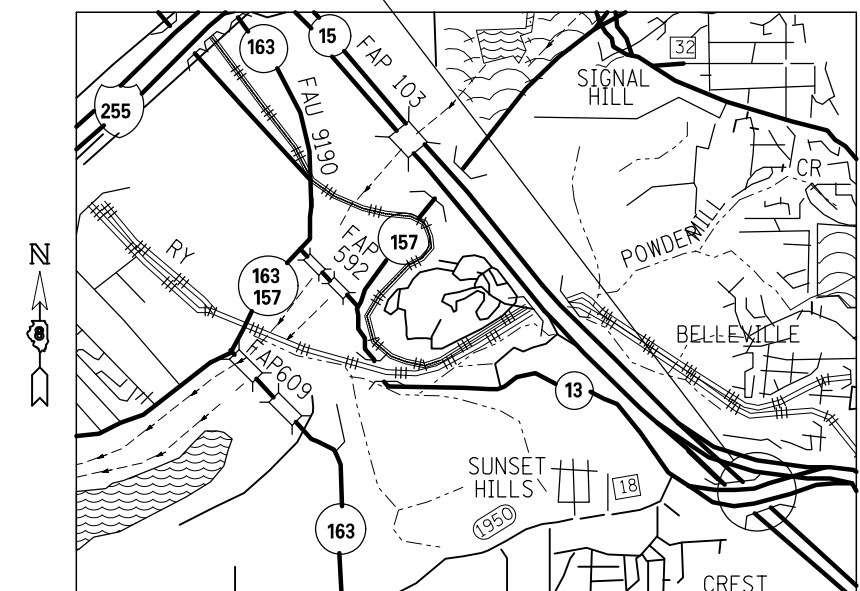 163
15
FAP 103
32
SIGNAL
HILL
255
FAU 9190
CR
POWDERMILL
RY
157
FAP
592
N
163
157
8
BELLEVILLE
FAP609
13
SUNSET
HILLS
18
1950
163
CREST